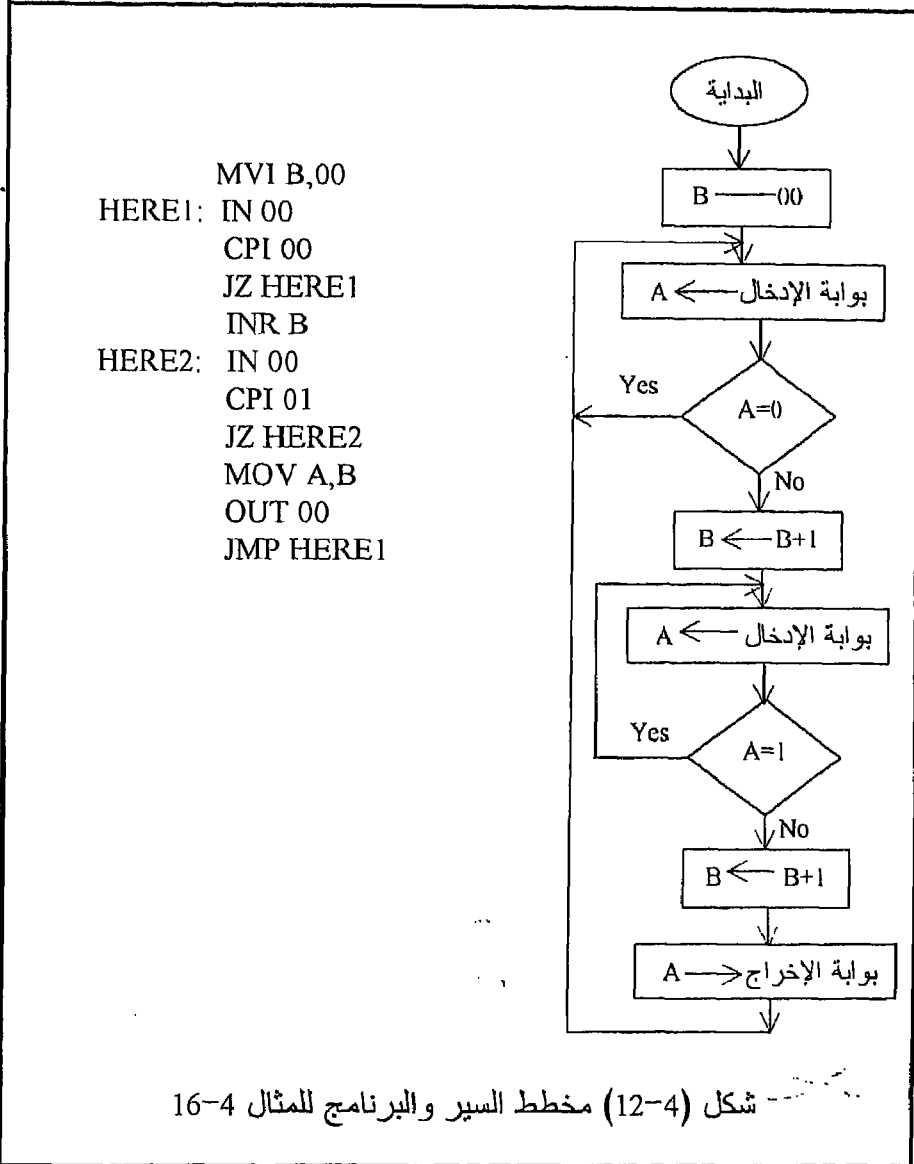 MVI B,00
HERE1: IN 00
CPI 00
JZ HERE1
INR B
HERE2: IN 00
CPI 01
JZ HERE2
MOV A,B
OUT 00
JMP HERE1
البداية
B 00
A بوابة الإدخال
A=0
Yes
No
B B+1
A بوابة الإدخال
A=1
Yes
No
B B+1
A بوابة الإخراج
شكل (4-12) مخطط السير والبرنامج للمثال 4-16